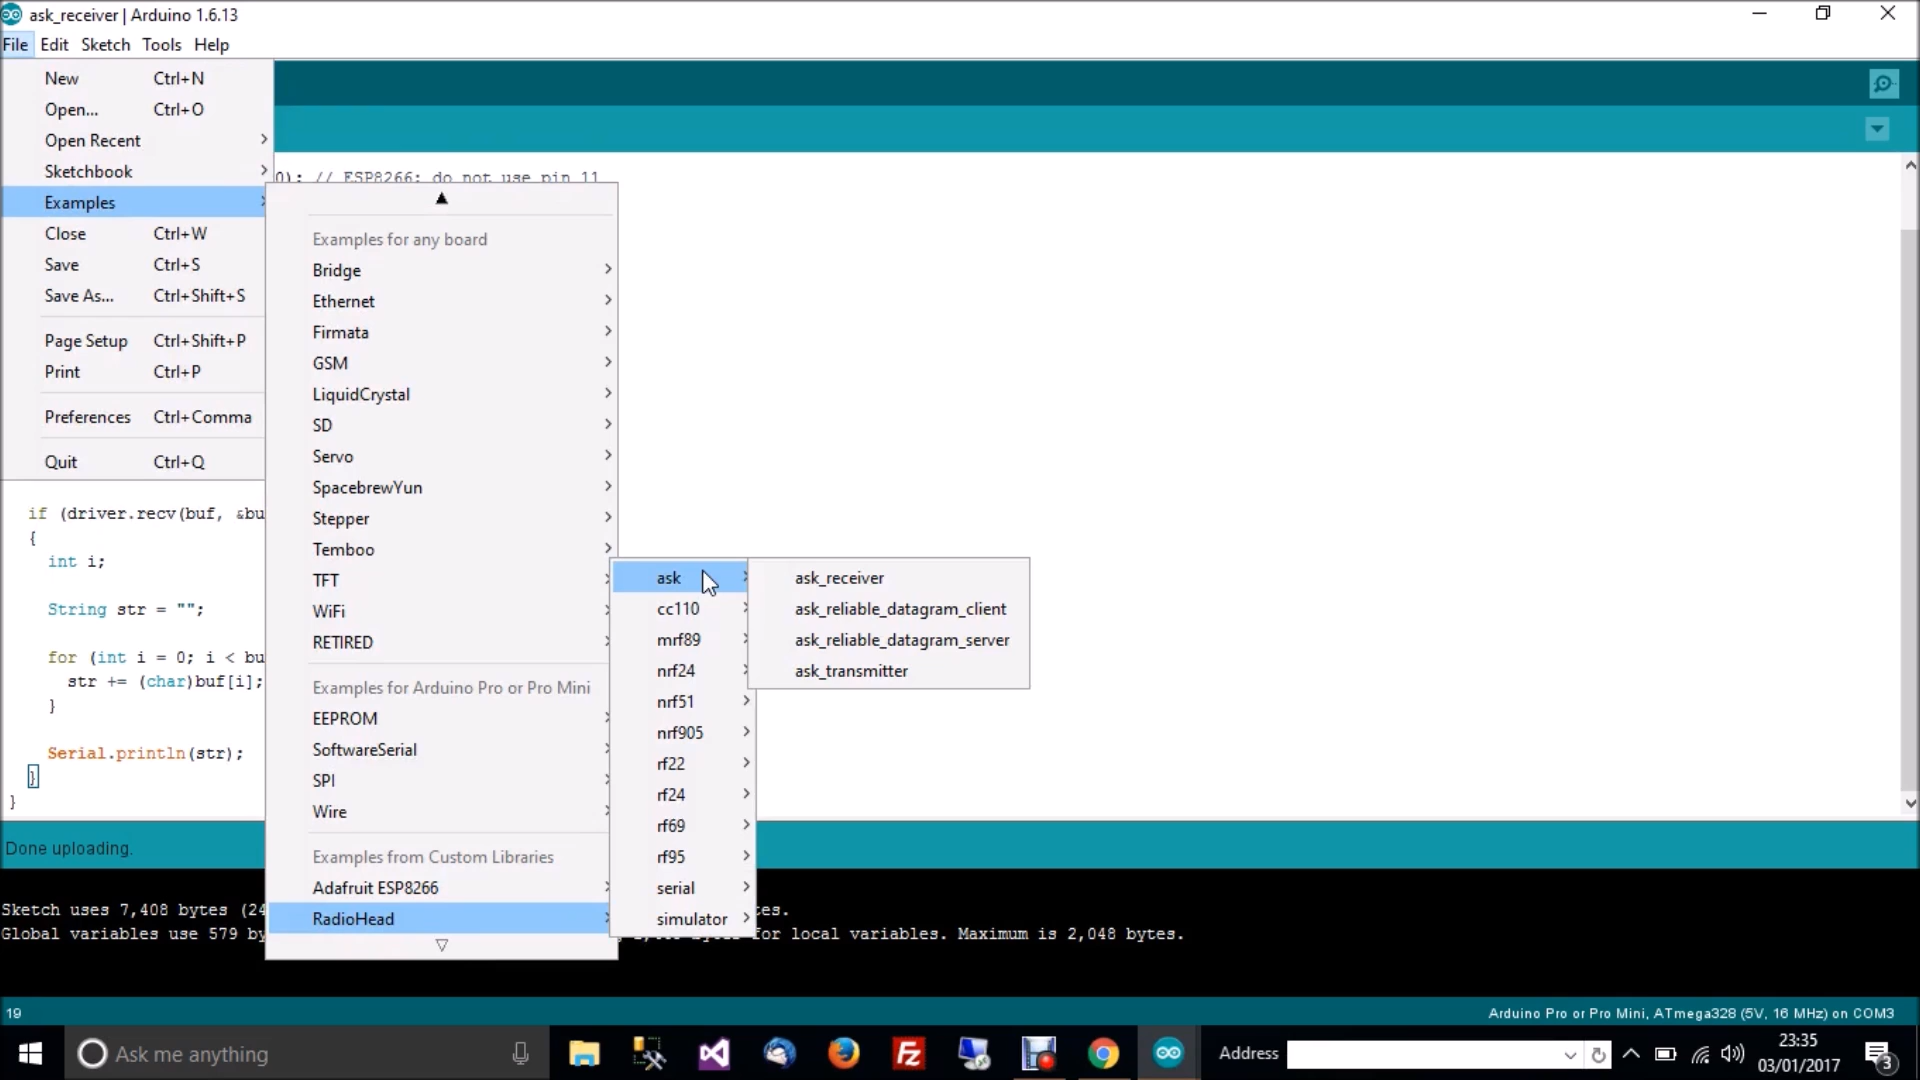 ask_receiver | Arduino 1.6.13
File Edit Sketch Tools Help
New Ctrl+N
Open... Ctrl+O
Open Recent
Sketchbook
Examples
Close Ctrl+W
Save Ctrl+S
Save As... Ctrl+Shift+S
Page Setup Ctrl+Shift+P
Print Ctrl+P
Preferences Ctrl+Comma
Quit Ctrl+Q
0); // ESP8266: do not use pin 11
Examples for any board
Bridge
Ethernet
Firmata
GSM
LiquidCrystal
SD
Servo
SpacebrewYun
Stepper
Temboo
TFT
WiFi
RETIRED
Examples for Arduino Pro or Pro Mini
EEPROM
SoftwareSerial
SPI
Wire
Examples from Custom Libraries
Adafruit ESP8266
RadioHead
ask
cc110
mrf89
nrf24
nrf51
nrf905
rf22
rf24
rf69
rf95
serial
simulator
ask_receiver
ask_reliable_datagram_client
ask_reliable_datagram_server
ask_transmitter
if (driver.recv(buf, &bu
{
int i;
String str = "";
for (int i = 0; i < bu
str += (char)buf[i];
}
Serial.println(str);
}
}
Done uploading.
Sketch uses 7,408 bytes (24 tes.
Global variables use 579 by for local variables. Maximum is 2,048 bytes.
19
Arduino Pro or Pro Mini, ATmega328 (5V, 16 MHz) on COM3
Ask me anything
Address
23:35
03/01/2017
3